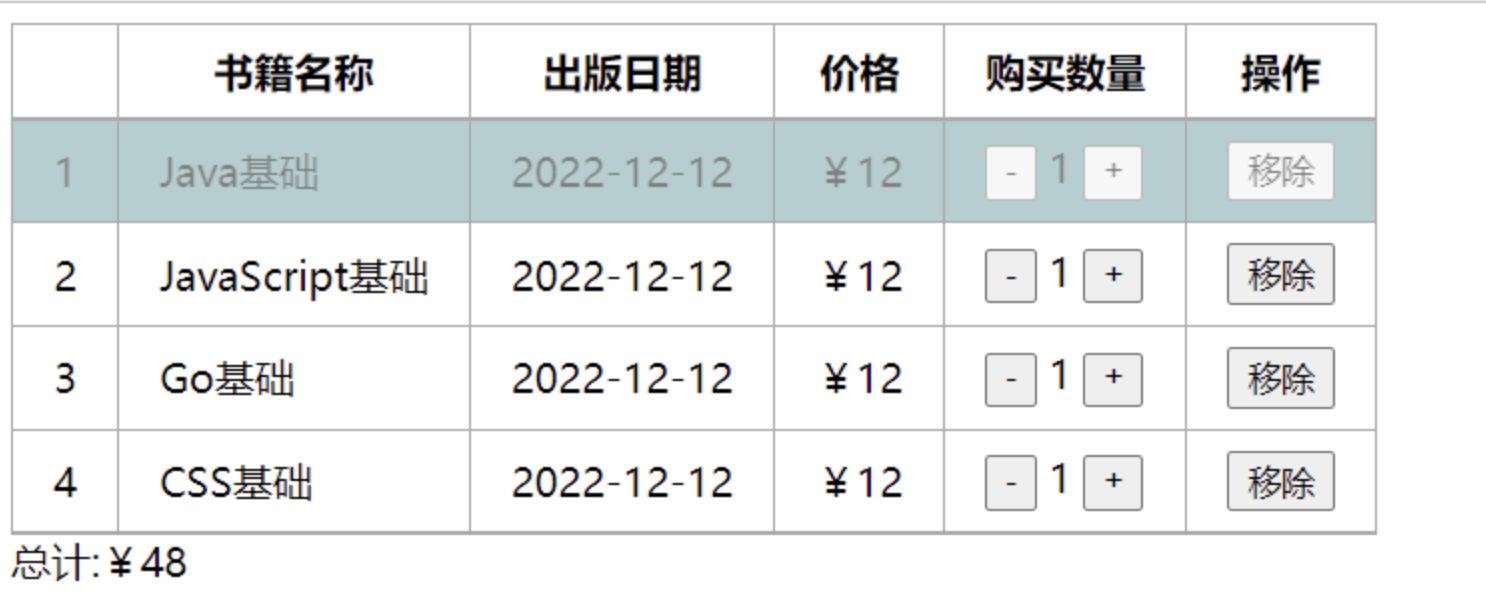 书籍名称 出版日期 价格 购买数量 操作
1 Java基础 2022-12-12 ¥12 - 1 + 移除
2 JavaScript基础 2022-12-12 ¥12 - 1 + 移除
3 Go基础 2022-12-12 ¥12 - 1 + 移除
4 CSS基础 2022-12-12 ¥12 - 1 + 移除
总计:¥48